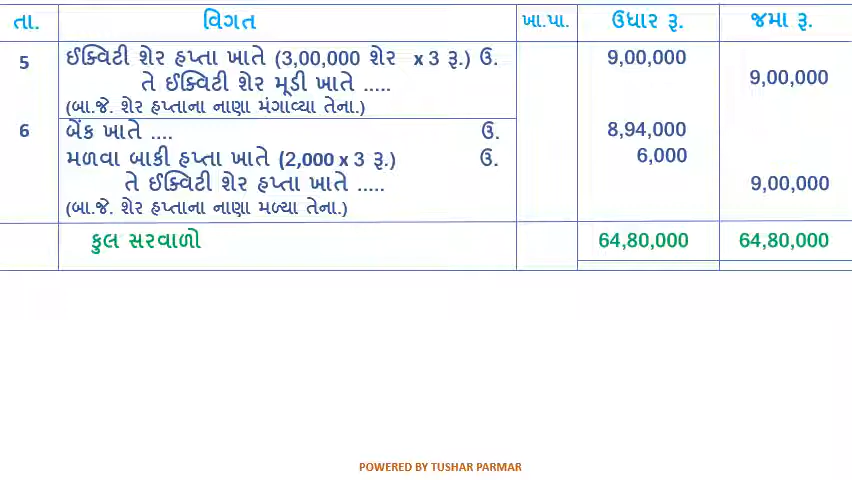 તા. વિગત ખા.પા. ઉધાર રૂ. જમા રૂ.
5 ઈક્વિટી શેર હપ્તા ખાતે (3,00,000 શેર x 3 રૂ.) ઉ. 9,00,000
તે ઈક્વિટી શેર મૂડી ખાતે ..... 9,00,000
(બા.જે. શેર હપ્તાના નાણા મંગાવ્યા તેના.)
6 બેંક ખાતે .... ઉ. 8,94,000
મળવા બાકી હપ્તા ખાતે (2,000 x 3 રૂ.) ઉ. 6,000
તે ઈક્વિટી શેર હપ્તા ખાતે ..... 9,00,000
(બા.જે. શેર હપ્તાના નાણા મળ્યા તેના.)
કુલ સરવાળો 64,80,000 64,80,000
POWERED BY TUSHAR PARMAR